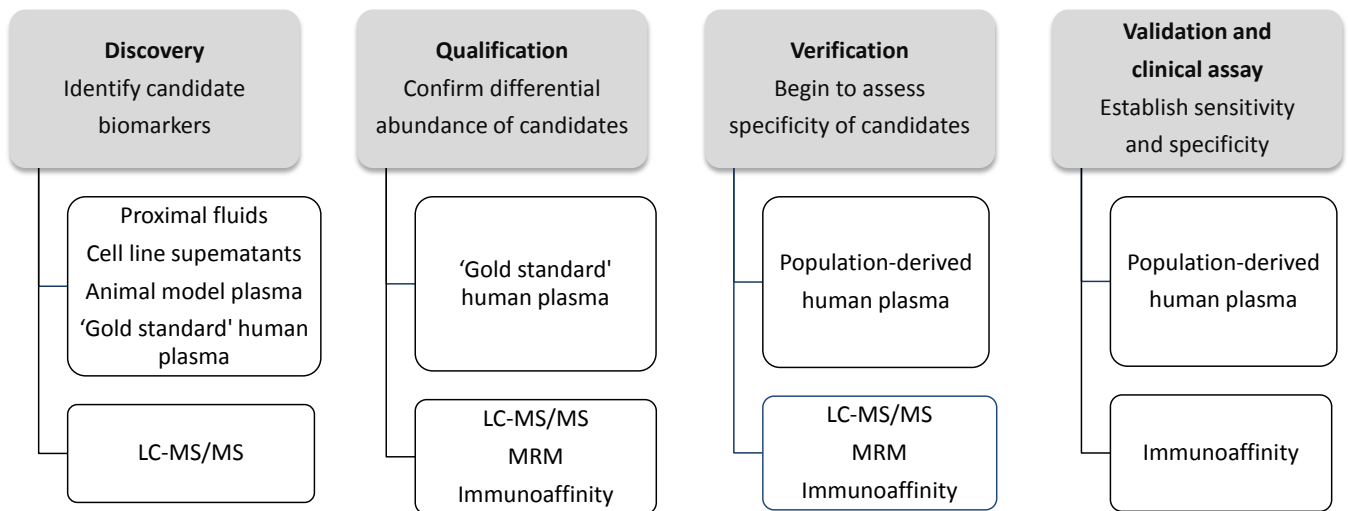 Discovery
Identify candidate
biomarkers
Proximal fluids
Cell line supematants
Animal model plasma
‘Gold standard' human
plasma
LC-MS/MS
Qualification
Confirm differential
abundance of candidates
‘Gold standard'
human plasma
LC-MS/MS
MRM
Immunoaffinity
Verification
Begin to assess
specificity of candidates
Population-derived
human plasma
LC-MS/MS
MRM
Immunoaffinity
Validation and
clinical assay
Establish sensitivity
and specificity
Population-derived
human plasma
Immunoaffinity